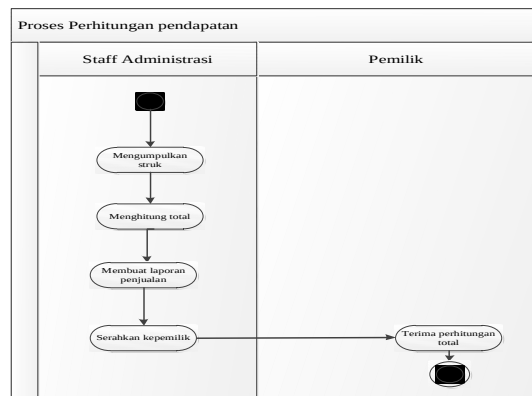 Proses Perhitungan pendapatan
Staff Administrasi
Pemilik
Mengumpulkan
struk
Menghitung total
Membuat laporan
penjualan
Serahkan kepemilik
Terima perhitungan
total